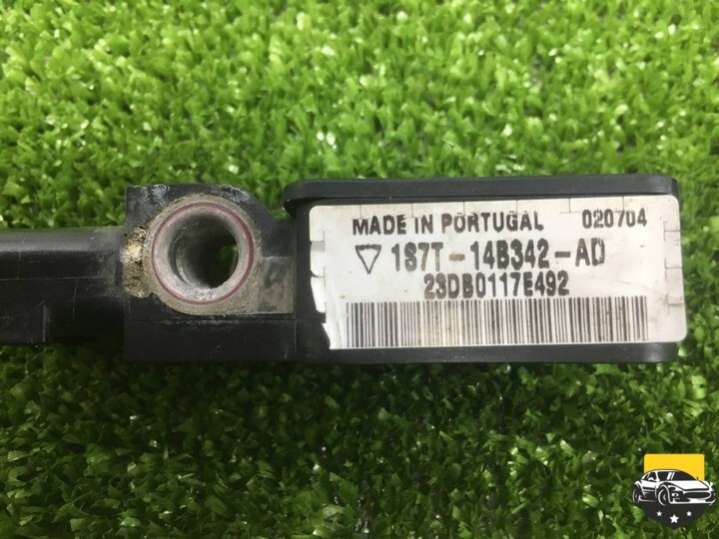 MADE IN PORTUGAL 020704
1S7T-14B342-AD
23DB0117E492